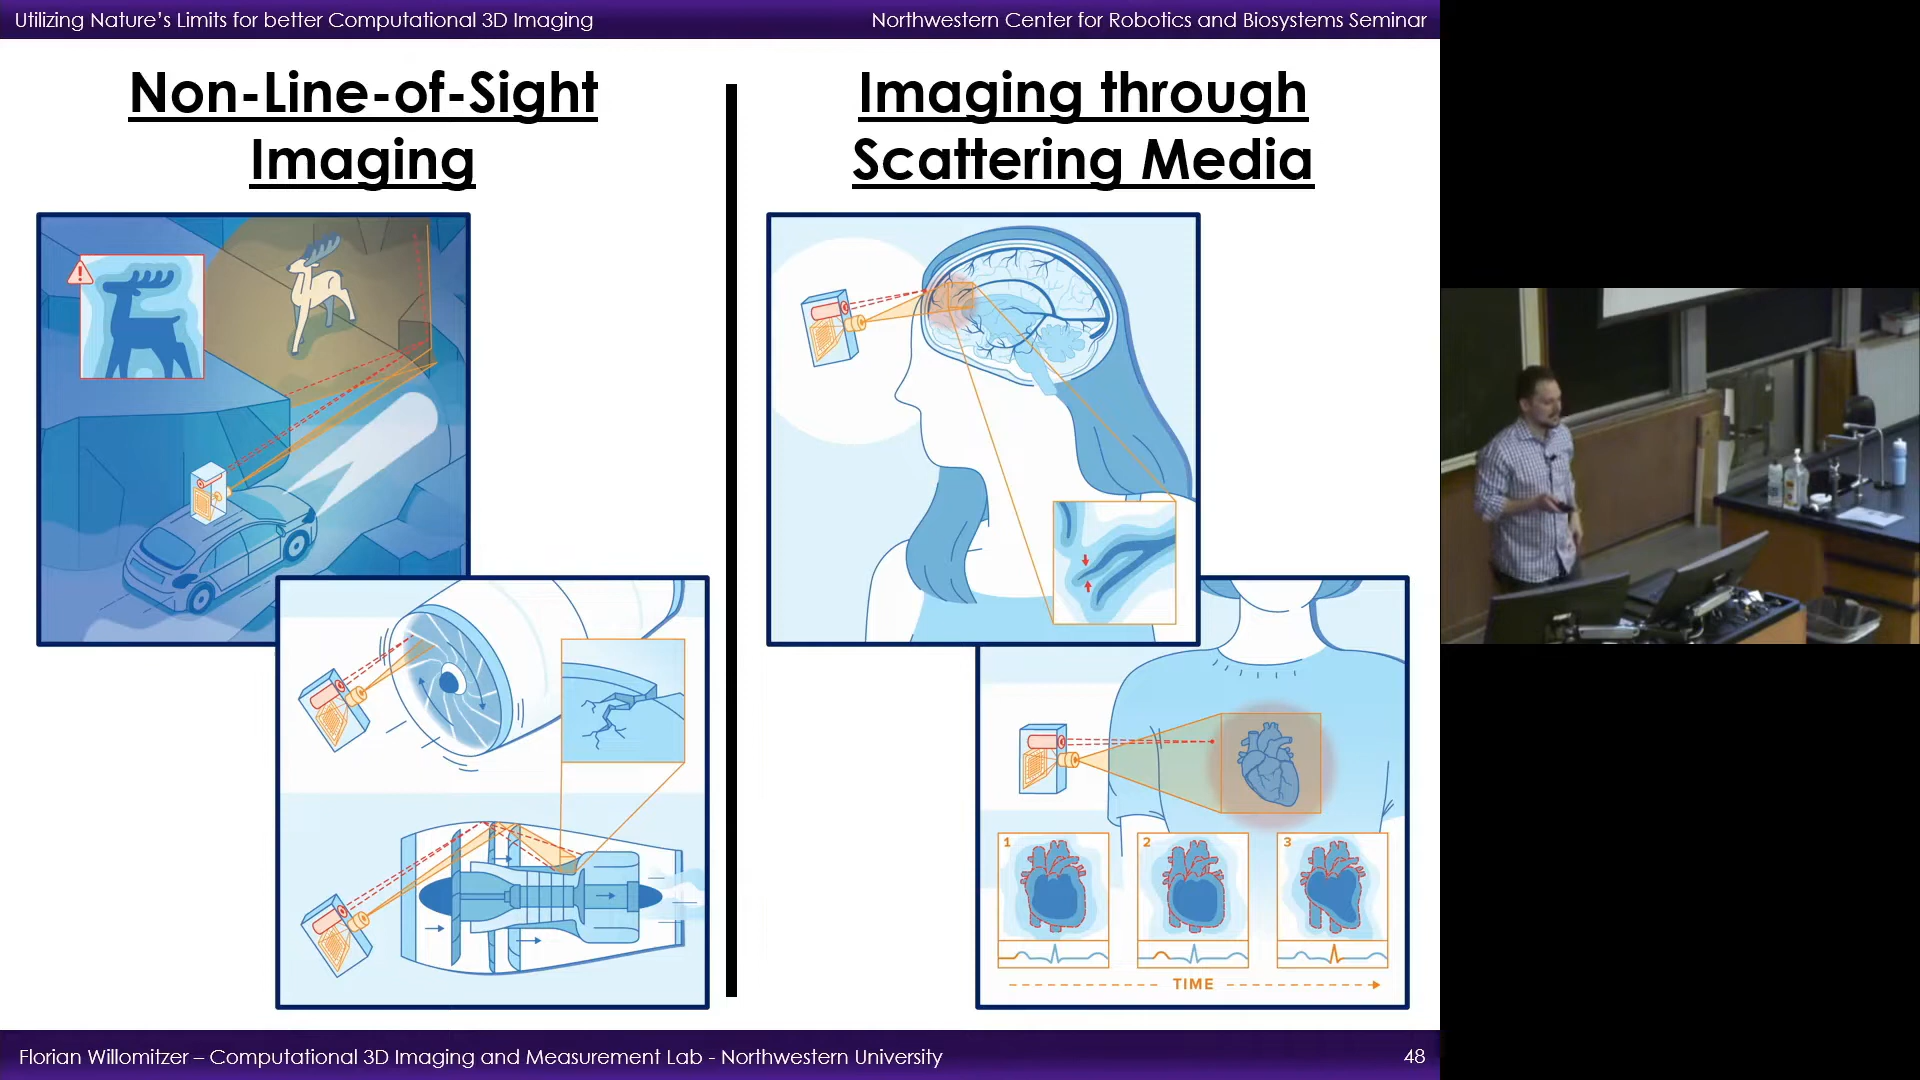 Utilizing Nature's Limits for better Computational 3D Imaging
Northwestern Center for Robotics and Biosystems Seminar
Non-Line-of-Sight
Imaging
Imaging through
Scattering Media
!
1
2
3
TIME
Florian Willomitzer – Computational 3D Imaging and Measurement Lab - Northwestern University
48